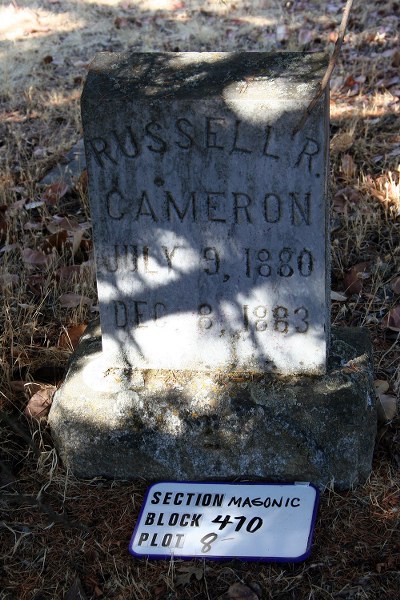 RUSSELL R.
CAMERON
JULY 9, 1880
DEC. 8, 1883
SECTION MASONIC
BLOCK 470
PLOT 8